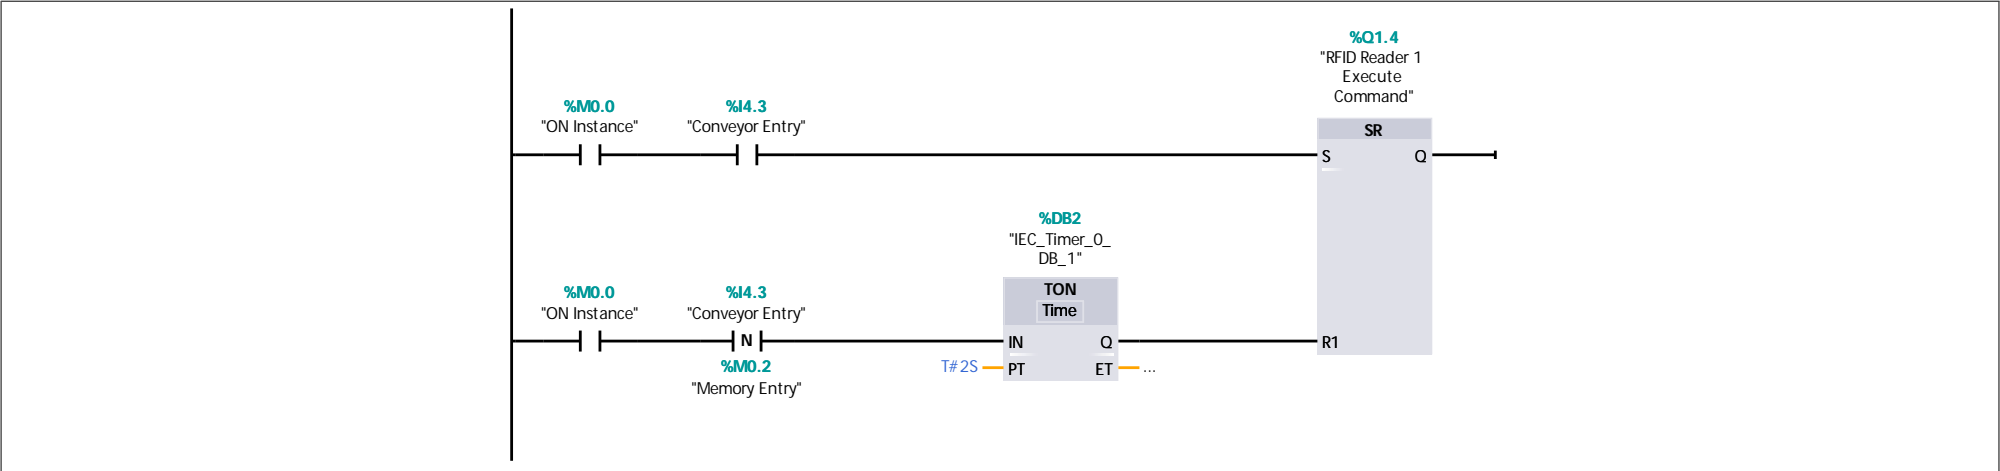 %Q1.4
"RFID Reader 1
Execute
Command"
%M0.0
"ON Instance"
%I4.3
"Conveyor Entry"
SR
S
Q
%DB2
"IEC_Timer_0_
DB_1"
%M0.0
"ON Instance"
%I4.3
"Conveyor Entry"
TON
Time
N
IN
Q
R1
%M0.2
"Memory Entry"
T#2S
PT
ET
...